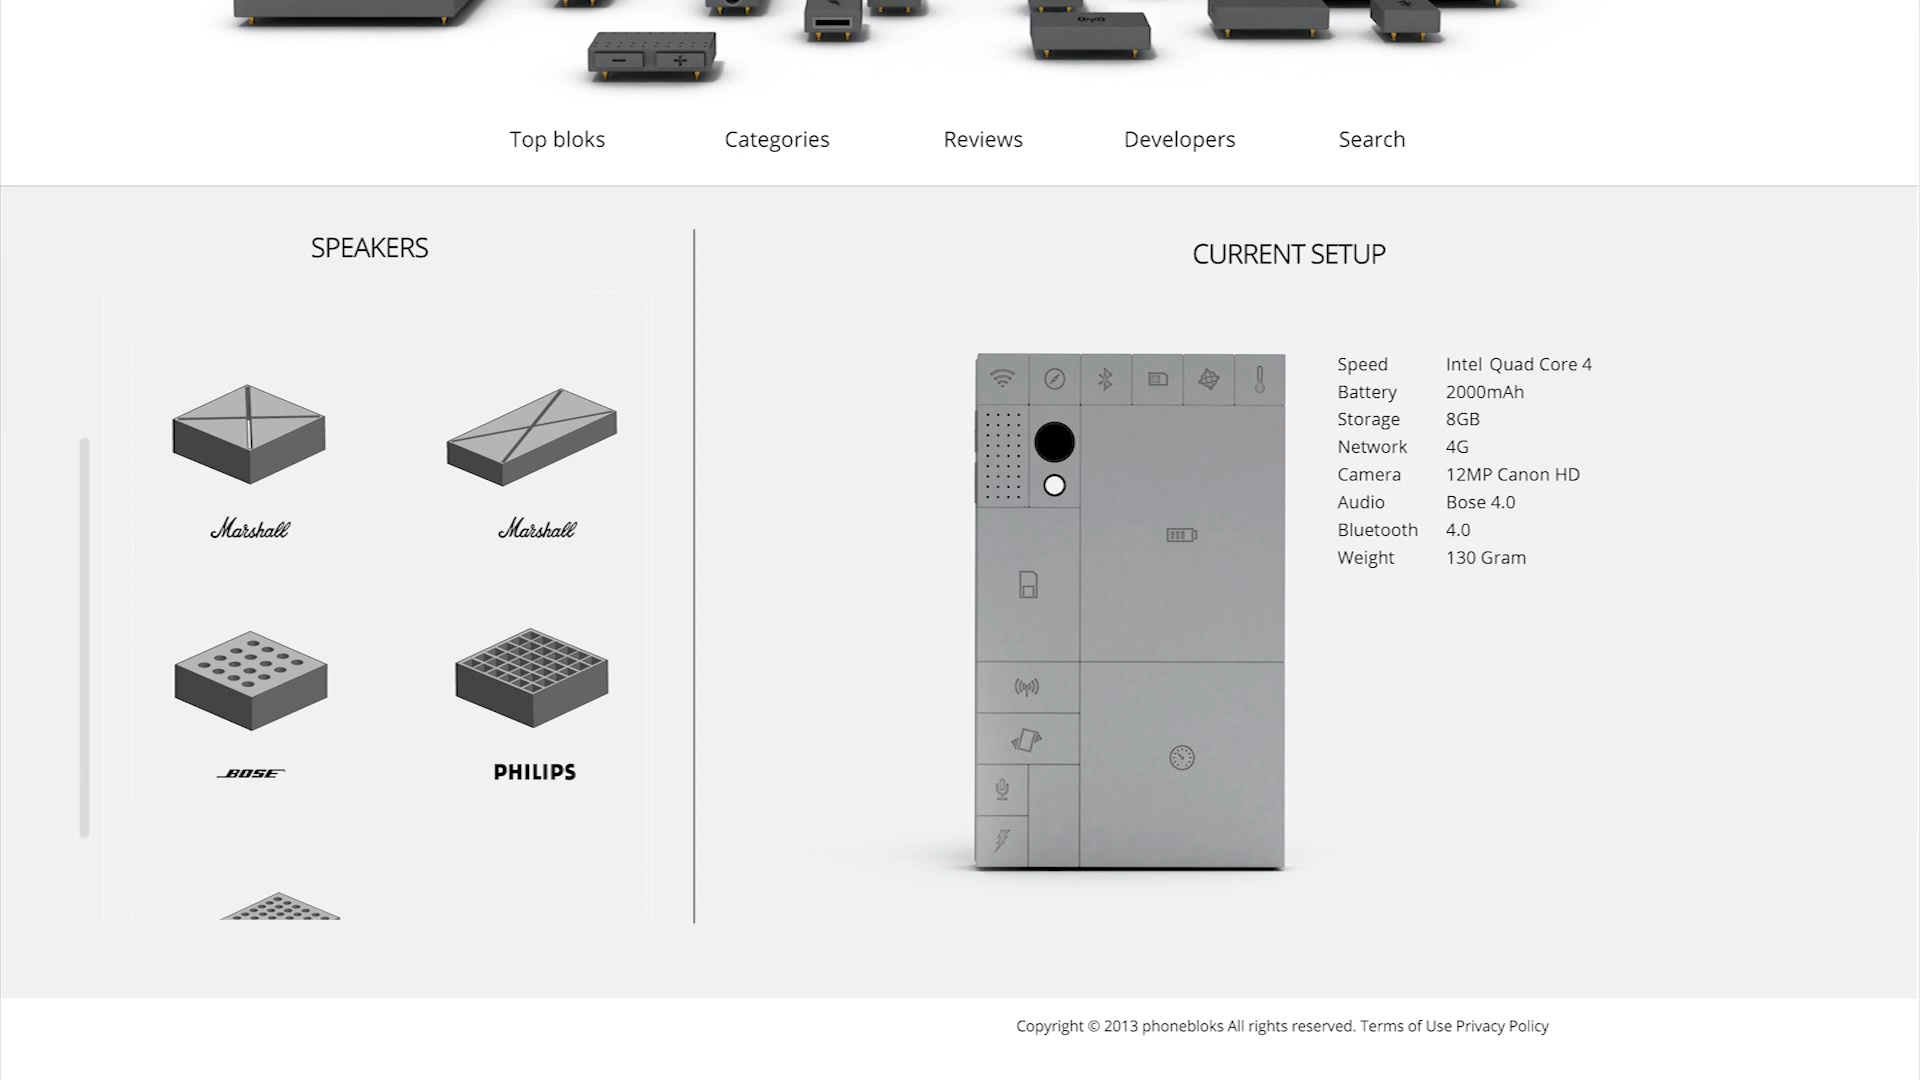 Top bloks Categories Reviews Developers Search
SPEAKERS
Marshall Marshall
BOSE PHILIPS
CURRENT SETUP
Speed Intel Quad Core 4
Battery 2000mAh
Storage 8GB
Network 4G
Camera 12MP Canon HD
Audio Bose 4.0
Bluetooth 4.0
Weight 130 Gram
Copyright © 2013 phonebloks All rights reserved. Terms of Use Privacy Policy